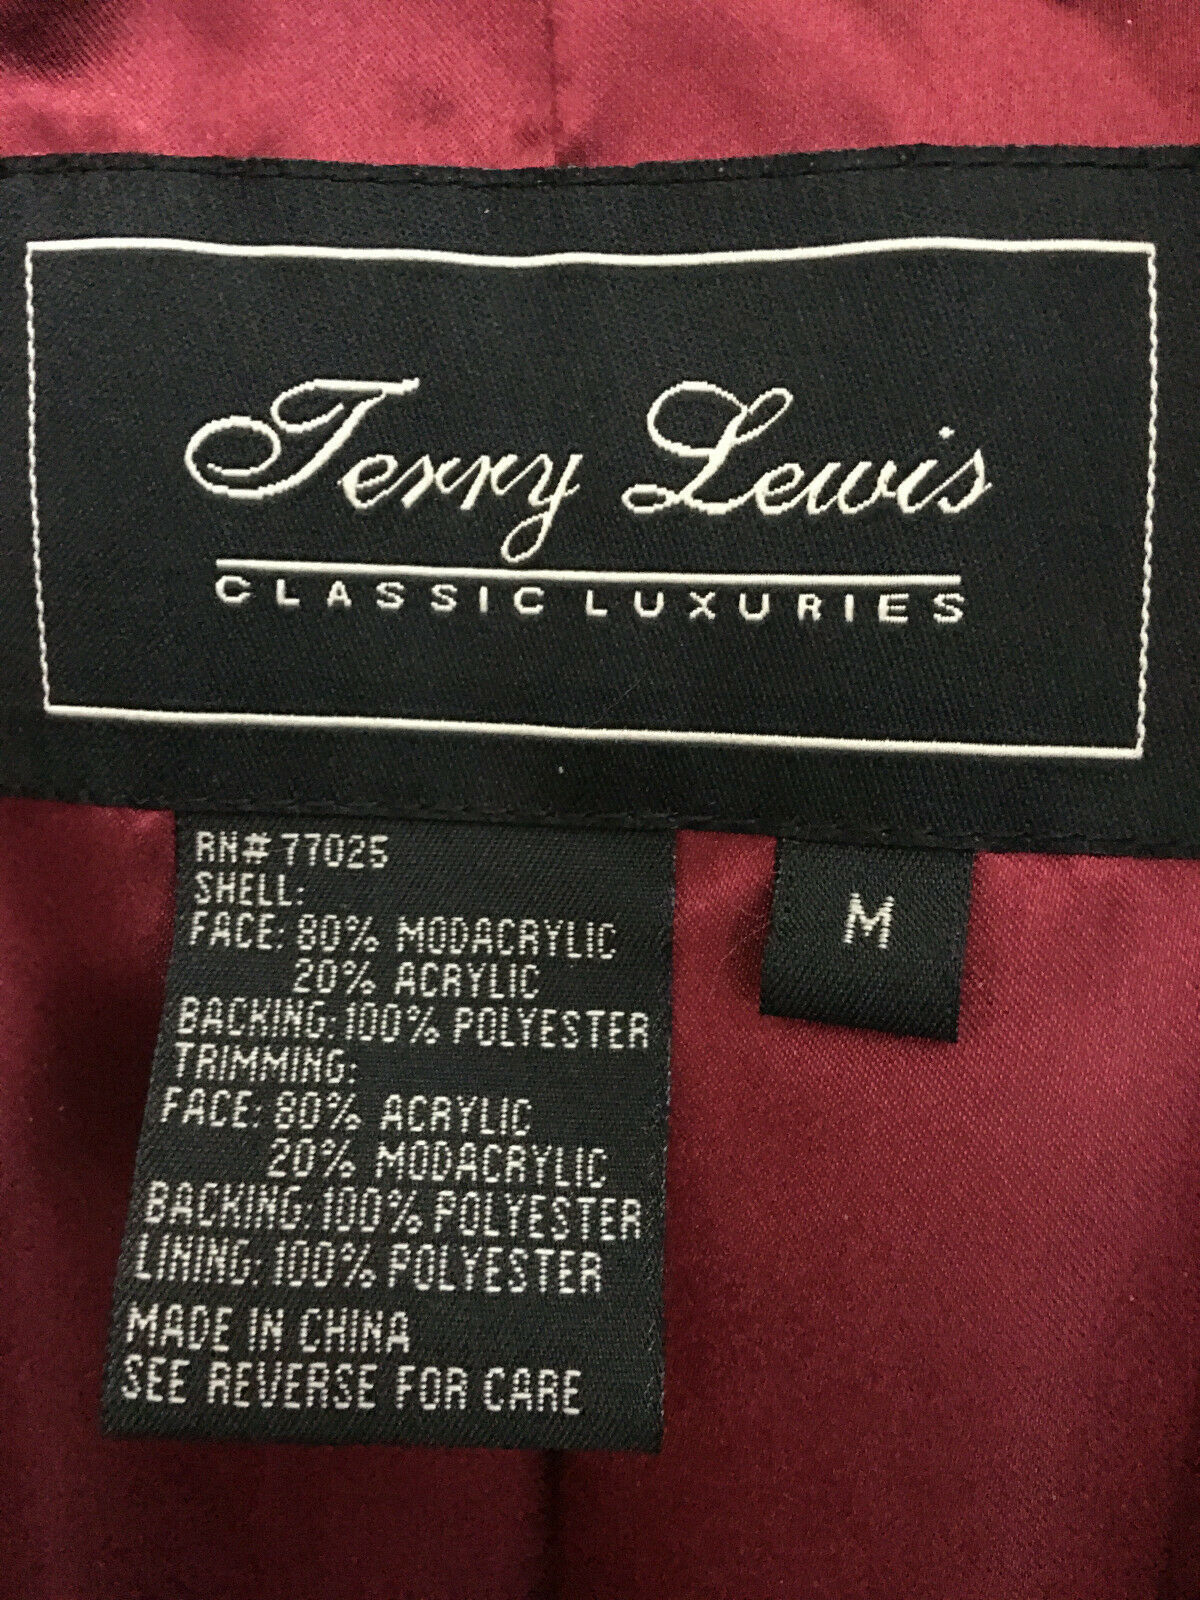 Terry Lewis
CLASSIC LUXURIES
RN# 77025
SHELL:
FACE: 80% MODACRYLIC
20% ACRYLIC
BACKING: 100% POLYESTER
TRIMMING:
FACE: 80% ACRYLIC
20% MODACRYLIC
BACKING: 100% POLYESTER
LINING: 100% POLYESTER
MADE IN CHINA
SEE REVERSE FOR CARE
M